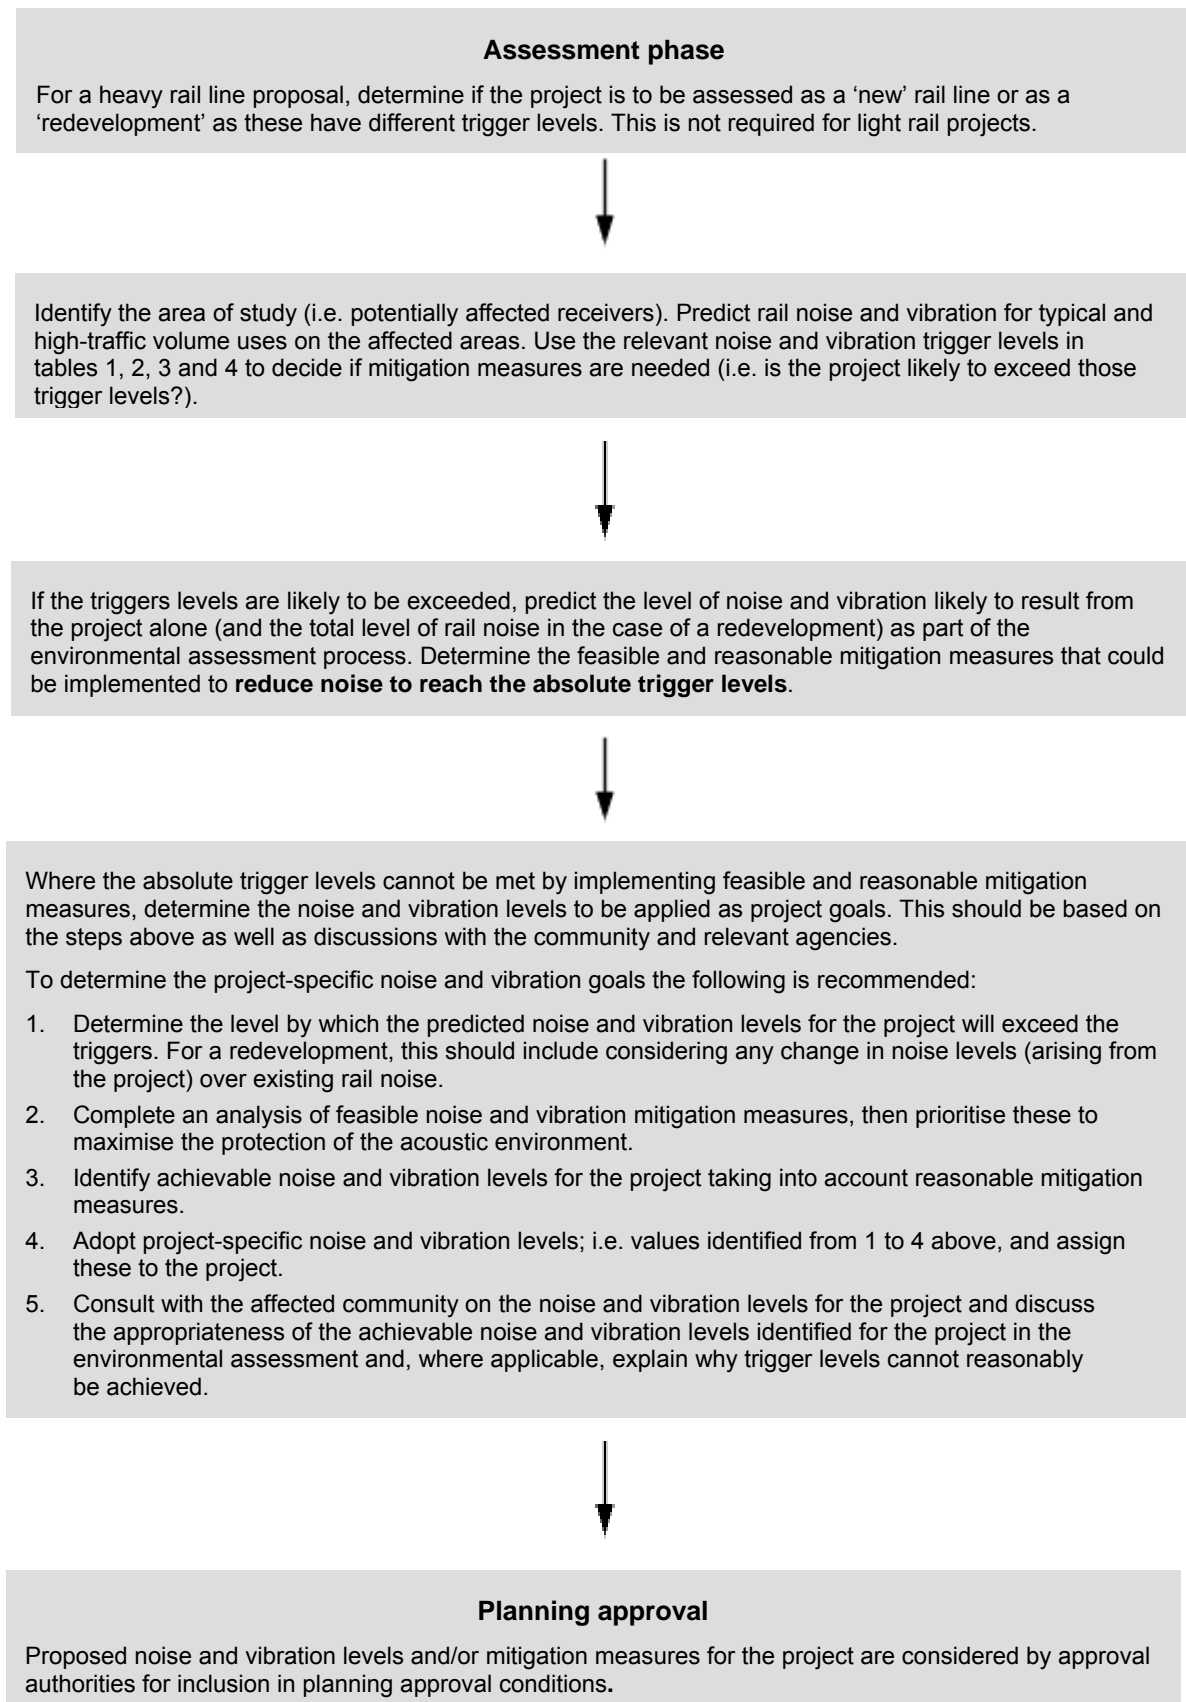 Assessment phase
For a heavy rail line proposal, determine if the project is to be assessed as a ‘new’ rail line or as a
‘redevelopment’ as these have different trigger levels. This is not required for light rail projects.
Identify the area of study (i.e. potentially affected receivers). Predict rail noise and vibration for typical and
high-traffic volume uses on the affected areas. Use the relevant noise and vibration trigger levels in
tables 1, 2, 3 and 4 to decide if mitigation measures are needed (i.e. is the project likely to exceed those
trigger levels?).
If the triggers levels are likely to be exceeded, predict the level of noise and vibration likely to result from
the project alone (and the total level of rail noise in the case of a redevelopment) as part of the
environmental assessment process. Determine the feasible and reasonable mitigation measures that could
be implemented to reduce noise to reach the absolute trigger levels.
Where the absolute trigger levels cannot be met by implementing feasible and reasonable mitigation
measures, determine the noise and vibration levels to be applied as project goals. This should be based on
the steps above as well as discussions with the community and relevant agencies.
To determine the project-specific noise and vibration goals the following is recommended:
1. Determine the level by which the predicted noise and vibration levels for the project will exceed the
triggers. For a redevelopment, this should include considering any change in noise levels (arising from
the project) over existing rail noise.
2. Complete an analysis of feasible noise and vibration mitigation measures, then prioritise these to
maximise the protection of the acoustic environment.
3. Identify achievable noise and vibration levels for the project taking into account reasonable mitigation
measures.
4. Adopt project-specific noise and vibration levels; i.e. values identified from 1 to 4 above, and assign
these to the project.
5. Consult with the affected community on the noise and vibration levels for the project and discuss
the appropriateness of the achievable noise and vibration levels identified for the project in the
environmental assessment and, where applicable, explain why trigger levels cannot reasonably
be achieved.
Planning approval
Proposed noise and vibration levels and/or mitigation measures for the project are considered by approval
authorities for inclusion in planning approval conditions.